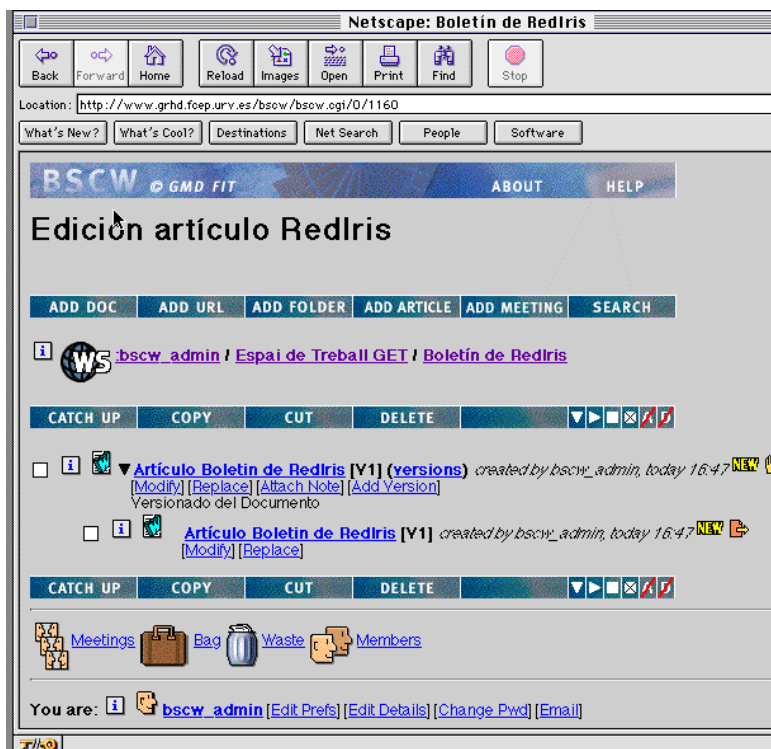 Netscape: Boletín de RedIris
Back Forward Home Reload Images Open Print Find Stop
Location: http://www.grhd.fcep.urv.es/bscw/bscw.cgi/0/1160
What's New? What's Cool? Destinations Net Search People Software
BSCW © GMD FIT ABOUT HELP
Edición artículo RedIris
ADD DOC ADD URL ADD FOLDER ADD ARTICLE ADD MEETING SEARCH
i WS :bscw_admin / Espai de Treball GET / Boletín de RedIris
CATCH UP COPY CUT DELETE
i Artículo Boletin de RedIris [V1] (versions) created by bscw_admin, today 16:47 NEW
[Modify] [Replace] [Attach Note] [Add Version]
Versionado del Documento
i Artículo Boletin de RedIris [V1] created by bscw_admin, today 16:47 NEW
[Modify] [Replace]
CATCH UP COPY CUT DELETE
Meetings Bag Waste Members
You are: i bscw_admin [Edit Prefs] [Edit Details] [Change Pwd] [Email]